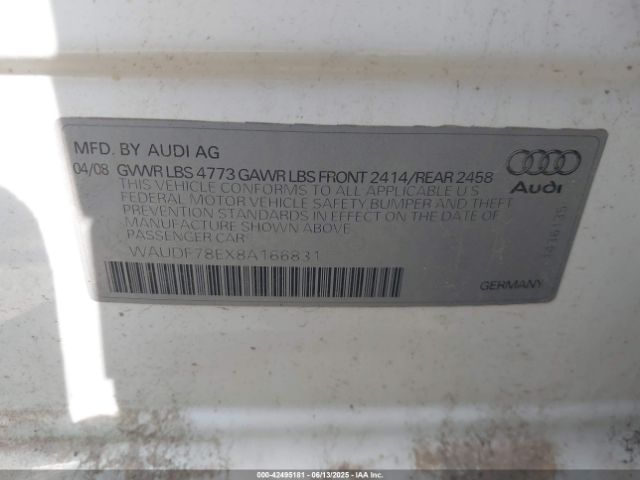 MFD. BY AUDI AG
04/08 GVWR LBS 4773 GAWR LBS FRONT 2414/REAR 2458
THIS VEHICLE CONFORMS TO ALL APPLICABLE U.S
FEDERAL MOTOR VEHICLE SAFETY BUMPER AND THEFT
PREVENTION STANDARDS IN EFFECT ON THE DATE OF
MANUFACTURE SHOWN ABOVE
PASSENGER CAR
WAUDF78EX8A166831
Audi
GERMANY
000-42495181 - 06/13/2025 - IAAI.COM